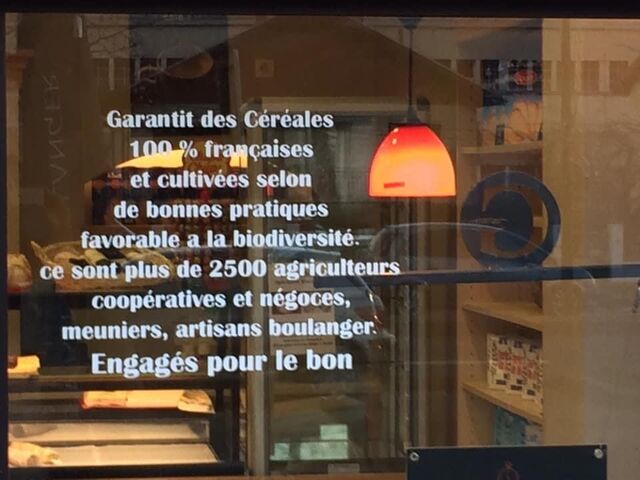 Garantit des Céréales
100 % françaises
et cultivées selon
de bonnes pratiques
favorable a la biodiversité.
ce sont plus de 2500 agriculteurs
coopératives et négoces,
meuniers, artisans boulanger.
Engagés pour le bon